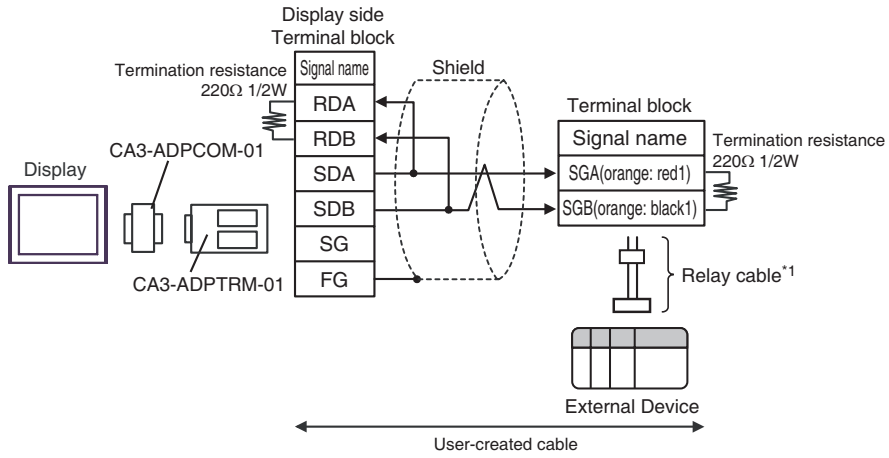 Display side
Terminal block
Termination resistance
220Ω 1/2W
Signal name
RDA
RDB
SDA
SDB
SG
FG
Shield
Terminal block
Signal name
SGA(orange: red1)
SGB(orange: black1)
Termination resistance
220Ω 1/2W
Display
CA3-ADPCOM-01
CA3-ADPTRM-01
Relay cable*1
External Device
User-created cable